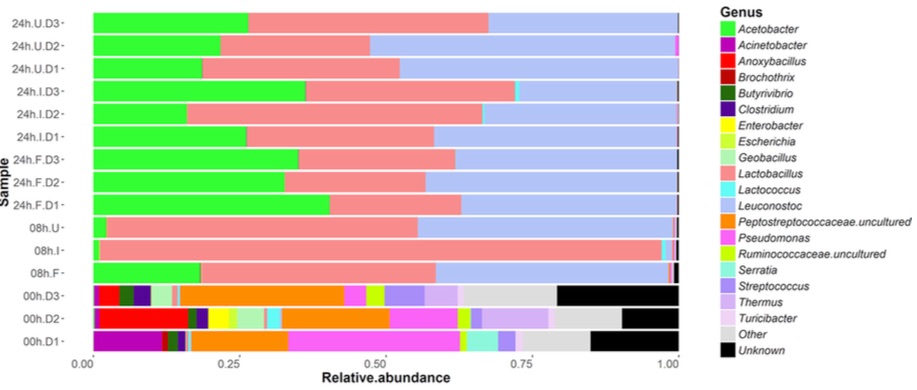 24h.U.D3-
24h.U.D2-
24h.U.D1-
24h.I.D3-
24h.I.D2-
24h.I.D1-
24h.F.D3-
24h.F.D2-
24h.F.D1-
08h.U-
08h.I-
08h.F-
00h.D3-
00h.D2-
00h.D1-
Sample
0.00 0.25 0.50 0.75 1.00
Relative.abundance
Genus
Acetobacter
Acinetobacter
Anoxybacillus
Brochothrix
Butyrivibrio
Clostridium
Enterobacter
Escherichia
Geobacillus
Lactobacillus
Lactococcus
Leuconostoc
Peptostreptococcaceae.uncultured
Pseudomonas
Ruminococcaceae.uncultured
Serratia
Streptococcus
Thermus
Turicibacter
Other
Unknown